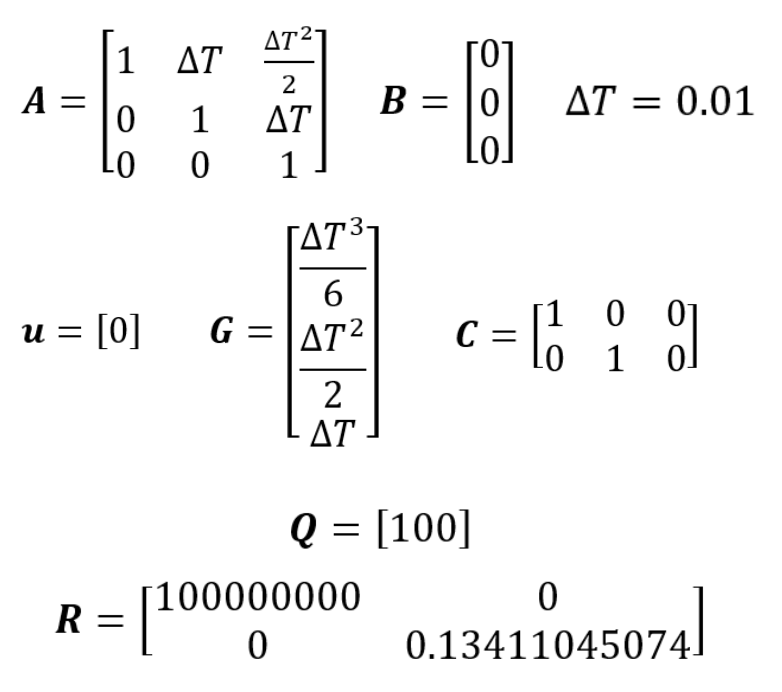 A = [1 ΔT ΔT²/2; 0 1 ΔT; 0 0 1] B = [0; 0; 0] ΔT = 0.01
u = [0] G = [ΔT³/6; ΔT²/2; ΔT] C = [1 0 0; 0 1 0]
Q = [100]
R = [100000000 0; 0 0.13411045074]